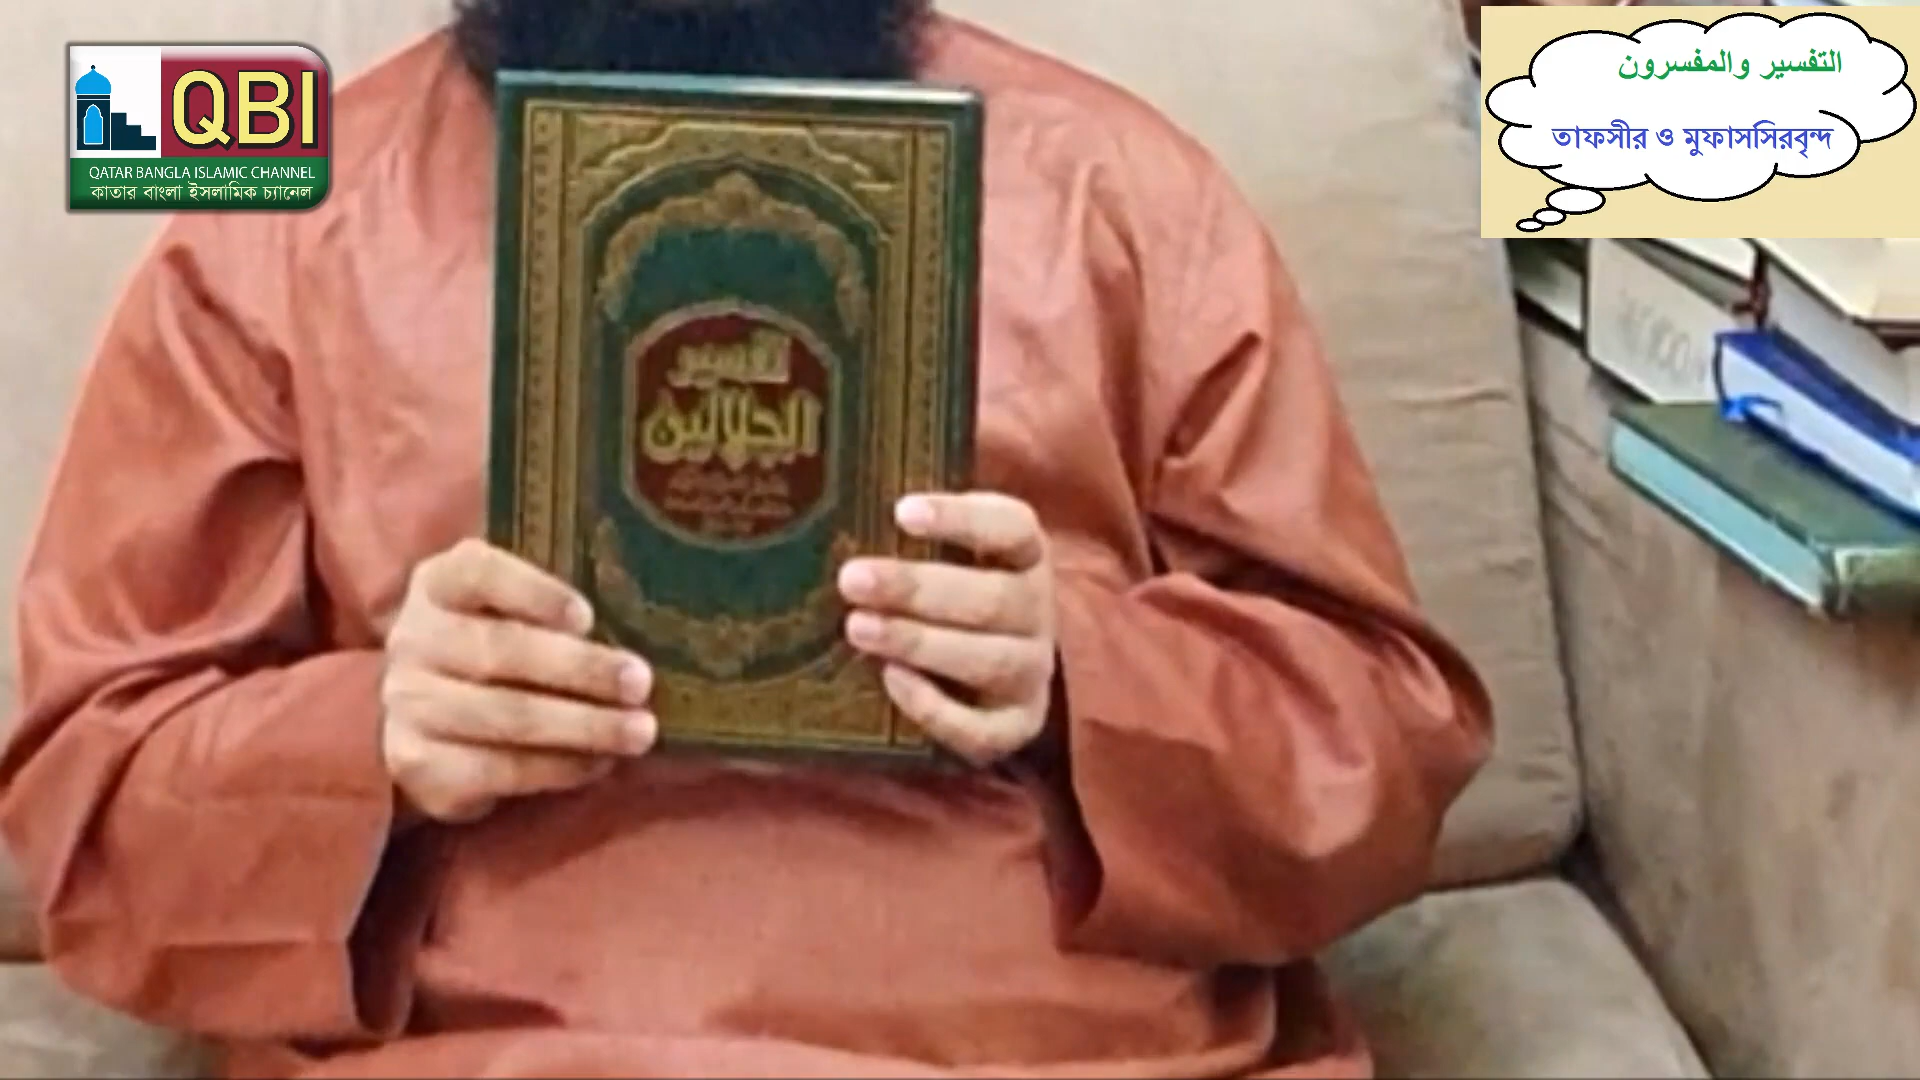 QBI
QATAR BANGLA ISLAMIC CHANNEL
কাতার বাংলা ইসলামিক চ্যানেল
التفسير والمفسرون
তাফসীর ও মুফাসসিরবৃন্দ
تفسير
الجلالين